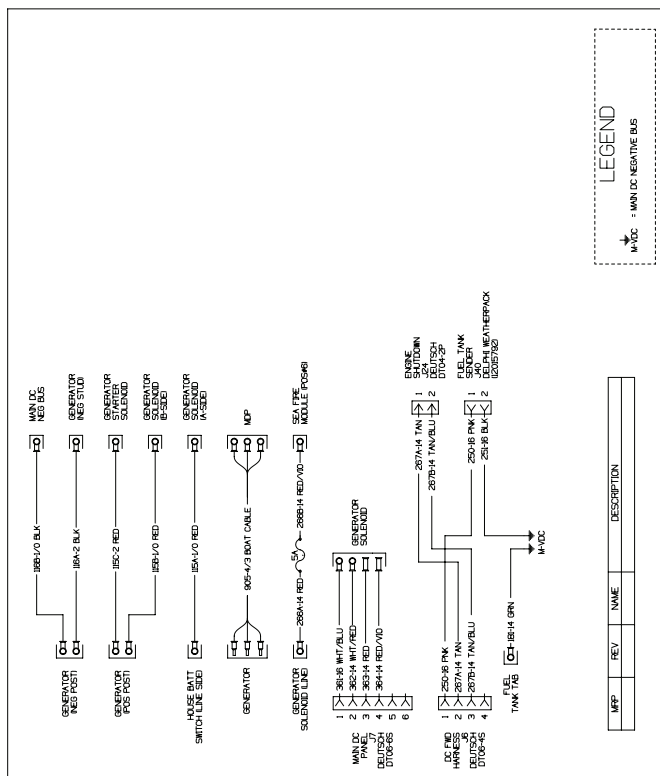 MAIN DC
NEG BUS
116B-1/0 BLK
GENERATOR
(NEG POST)
GENERATOR
(NEG STUD)
116A-2 BLK
GENERATOR
STARTER
SOLENOID
115C-2 RED
GENERATOR
(POS POST)
GENERATOR
SOLENOID
(B-SIDE)
115B-1/0 RED
GENERATOR
SOLENOID
(A-SIDE)
115A-1/0 RED
HOUSE BATT
SWITCH (LINE SIDE)
MDP
905-4/3 BOAT CABLE
GENERATOR
SEA FIRE
MODULE (POS#6)
266B-14 RED/VIO
5A
266A-14 RED
GENERATOR
SOLENOID (LINE)
GENERATOR
SOLENOID
1 361-16 WHT/BLU
2 362-14 WHT/RED
3 363-14 RED
4 364-14 RED/VIO
5
6
MAIN DC
PANEL
J7
DEUTSCH
DT06-6S
ENGINE
SHUTDOWN
J24
DEUTSCH
DT04-2P
1
2
267A-14 TAN
267B-14 TAN/BLU
FUEL TANK
SENDER
J40
DELPHI WEATHERPACK
(12015792)
1
2
250-16 PNK
251-16 BLK
1 250-16 PNK
2 267A-14 TAN
3 267B-14 TAN/BLU
4
DC FWD
HARNESS
J6
DEUTSCH
DT06-4S
M-VDC
181-14 GRN
FUEL
TANK TAB
MRP REV NAME DESCRIPTION
LEGEND
M-VDC = MAIN DC NEGATIVE BUS